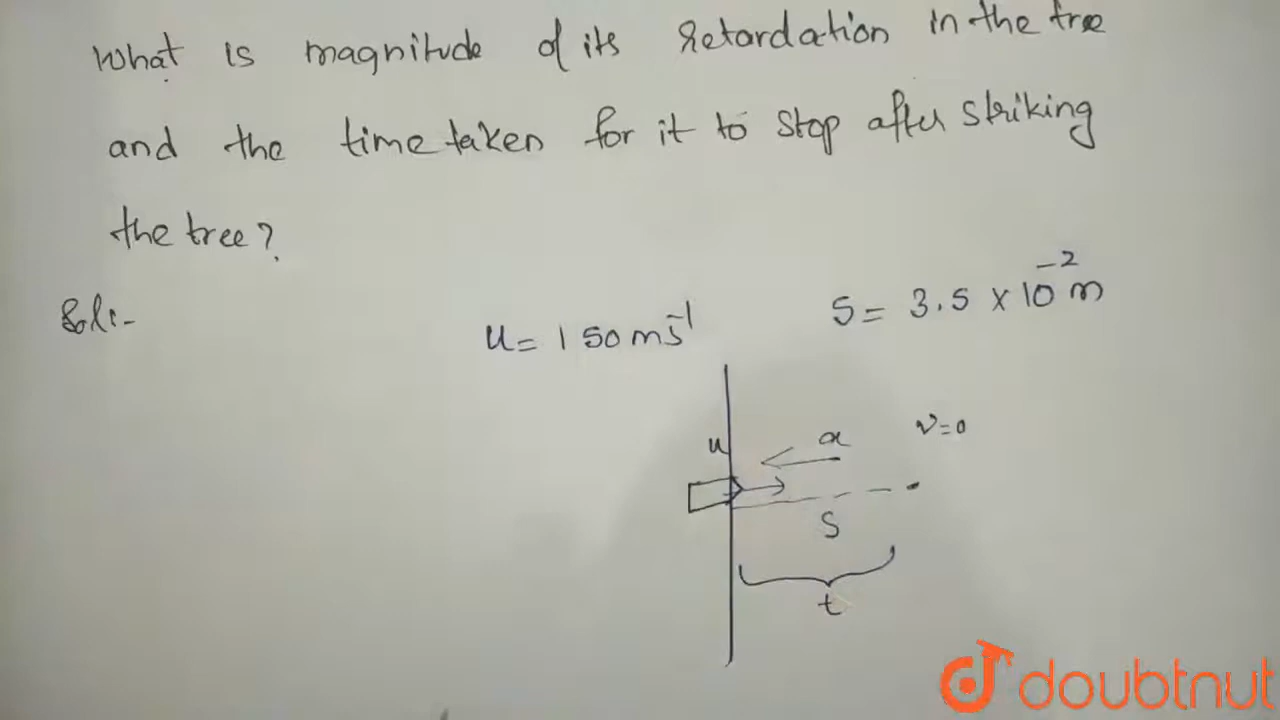 What is magnitude of its retardation in the tree
and the time taken for it to stop after striking
the tree?
Sol:-
u = 150 ms⁻¹
S = 3.5 × 10⁻² m
u
a
v=0
S
t
doubtnut